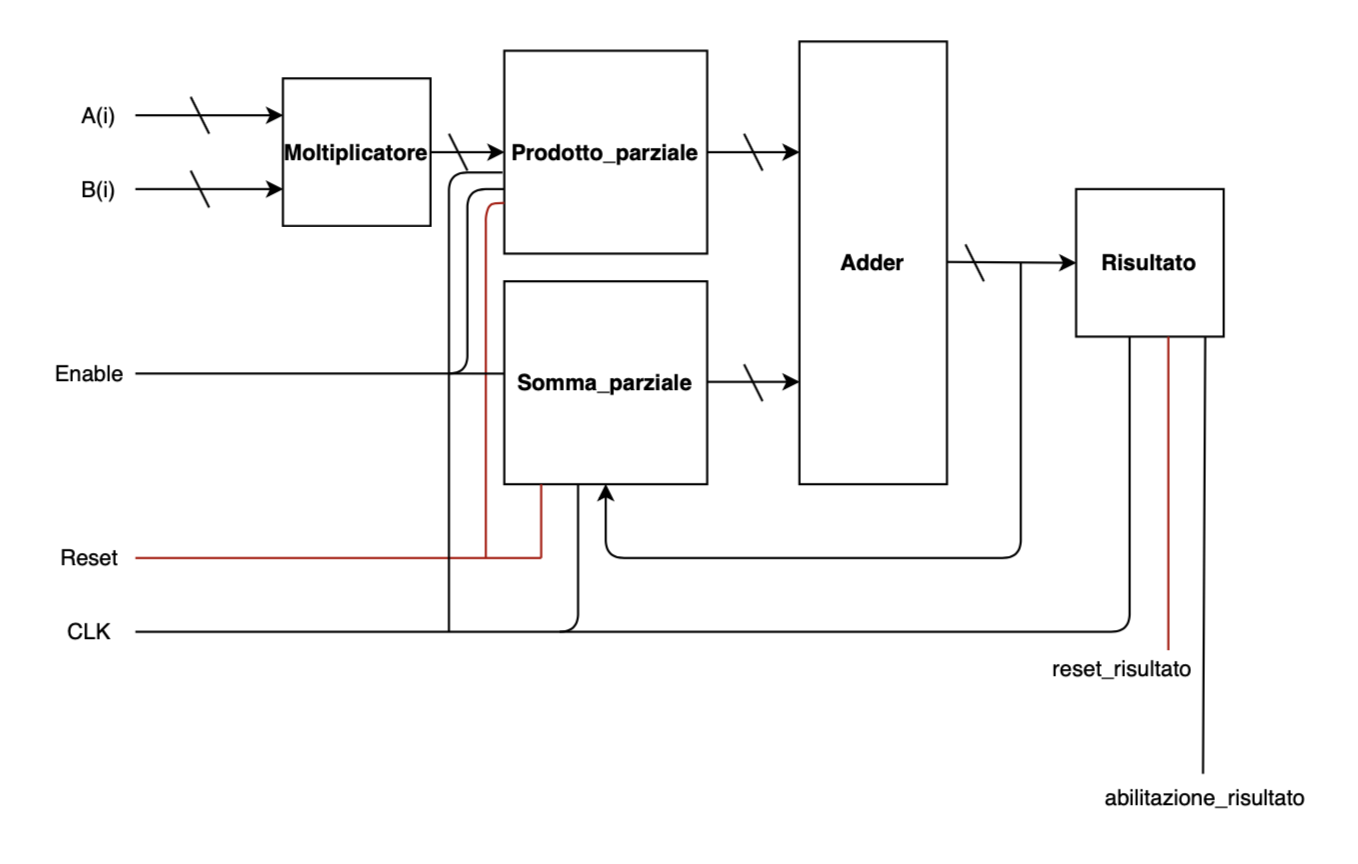 A(i)
B(i)
Moltiplicatore
Prodotto_parziale
Adder
Risultato
Enable
Somma_parziale
Reset
CLK
reset_risultato
abilitazione_risultato